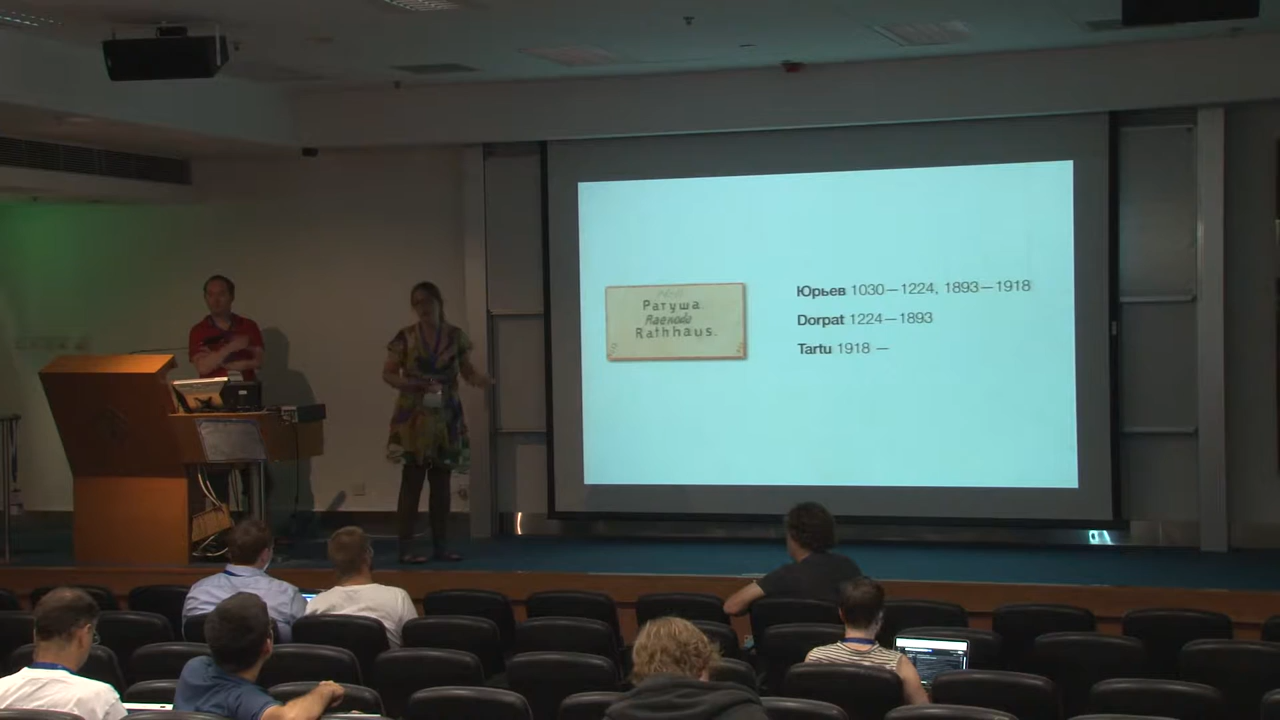 Ратуша.
Raekoda
Rathhaus.
Юрьев 1030—1224, 1893—1918
Dorpat 1224—1893
Tartu 1918 —